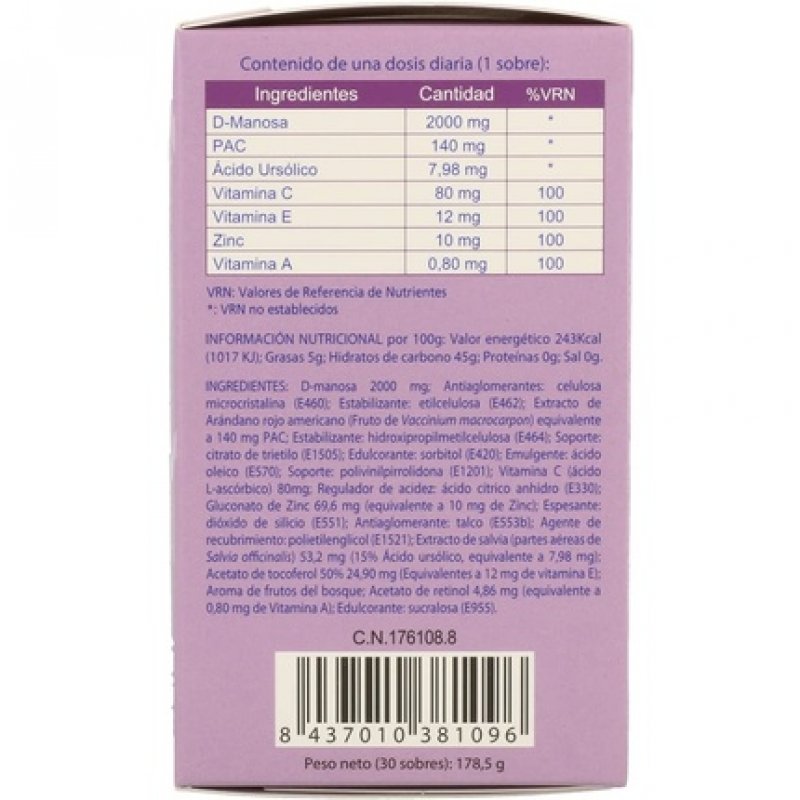 Contenido de una dosis diaria (1 sobre):
Ingredientes Cantidad %VRN
D-Manosa 2000 mg *
PAC 140 mg *
Ácido Ursólico 7,98 mg *
Vitamina C 80 mg 100
Vitamina E 12 mg 100
Zinc 10 mg 100
Vitamina A 0,80 mg 100
VRN: Valores de Referencia de Nutrientes
*: VRN no establecidos
INFORMACIÓN NUTRICIONAL por 100g: Valor energético 243Kcal
(1017 KJ); Grasas 5g; Hidratos de carbono 45g; Proteínas 0g; Sal 0g.
INGREDIENTES: D-manosa 2000 mg; Antiaglomerantes: celulosa
microcristalina (E460); Estabilizante: etilcelulosa (E462); Extracto de
Arándano rojo americano (Fruto de Vaccinium macrocarpon) equivalente
a 140 mg PAC; Estabilizante: hidroxipropilmetilcelulosa (E464); Soporte:
citrato de trietilo (E1505); Edulcorante: sorbitol (E420); Emulgente: ácido
oleico (E570); Soporte: polivinilpirrolidona (E1201); Vitamina C (ácido
L-ascórbico) 80mg; Regulador de acidez: ácido cítrico anhidro (E330);
Gluconato de Zinc 69,6 mg (equivalente a 10 mg de Zinc); Espesante:
dióxido de silicio (E551); Antiaglomerante: talco (E553b); Agente de
recubrimiento: polietilenglicol (E1521); Extracto de salvia (partes aéreas de
Salvia officinalis) 53,2 mg (15% Ácido ursólico, equivalente a 7,98 mg);
Acetato de tocoferol 50% 24,90 mg (Equivalentes a 12 mg de vitamina E);
Aroma de frutos del bosque; Acetato de retinol 4,86 mg (equivalente a
0,80 mg de Vitamina A); Edulcorante: sucralosa (E955).
C.N.176108.8
8 437010 381096
Peso neto (30 sobres): 178,5 g